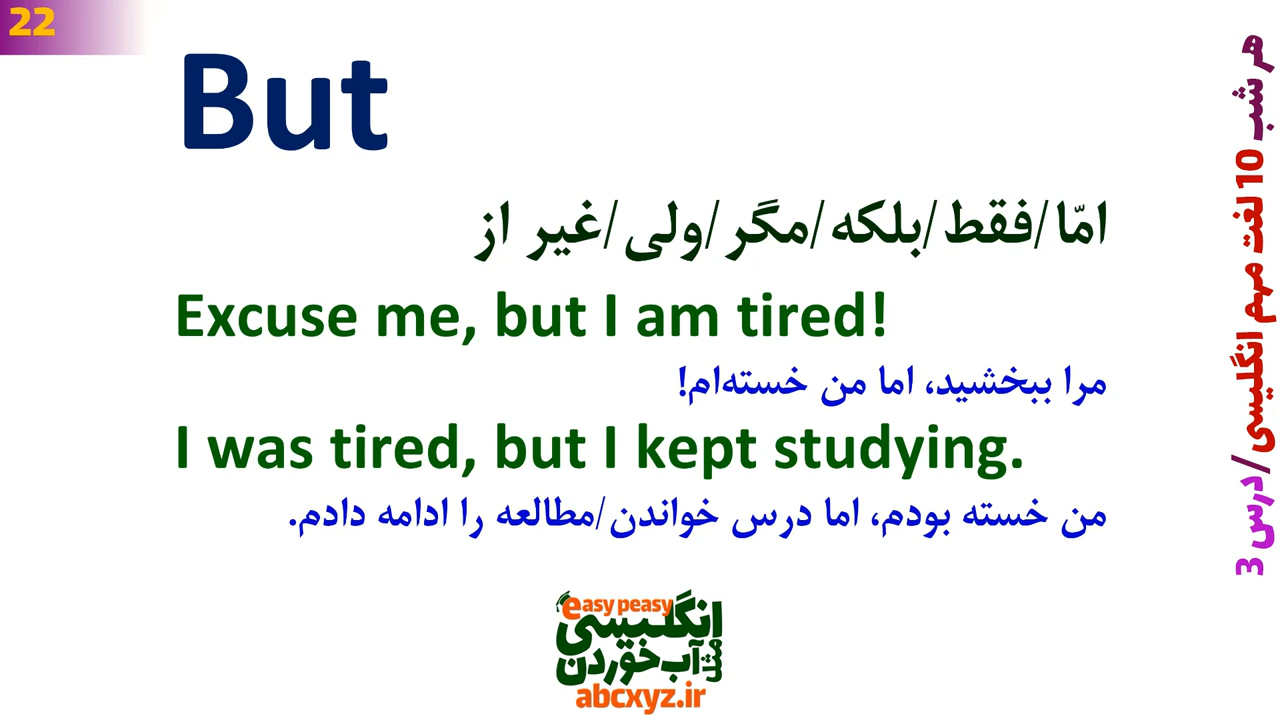 22
But
امّا/فقط/بلکه/مگر/ولی/غیر از
Excuse me, but I am tired!
مرا ببخشید، اما من خسته‌ام!
I was tired, but I kept studying.
من خسته بودم، اما درس خواندن/مطالعه را ادامه دادم.
هر شب 10 لغت مهم انگلیسی/درس 3
easy peasy
انگلیسی
مثل آب خوردن
abcxyz.ir